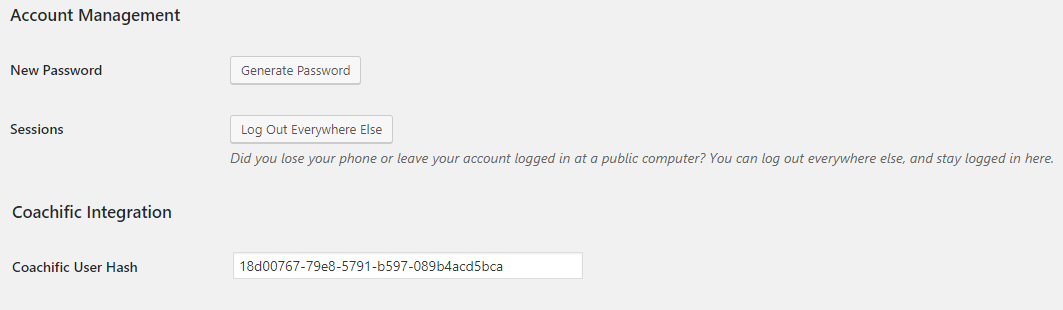 Account Management
New Password Generate Password
Sessions Log Out Everywhere Else
Did you lose your phone or leave your account logged in at a public computer? You can log out everywhere else, and stay logged in here.
Coachific Integration
Coachific User Hash 18d00767-79e8-5791-b597-089b4acd5bca